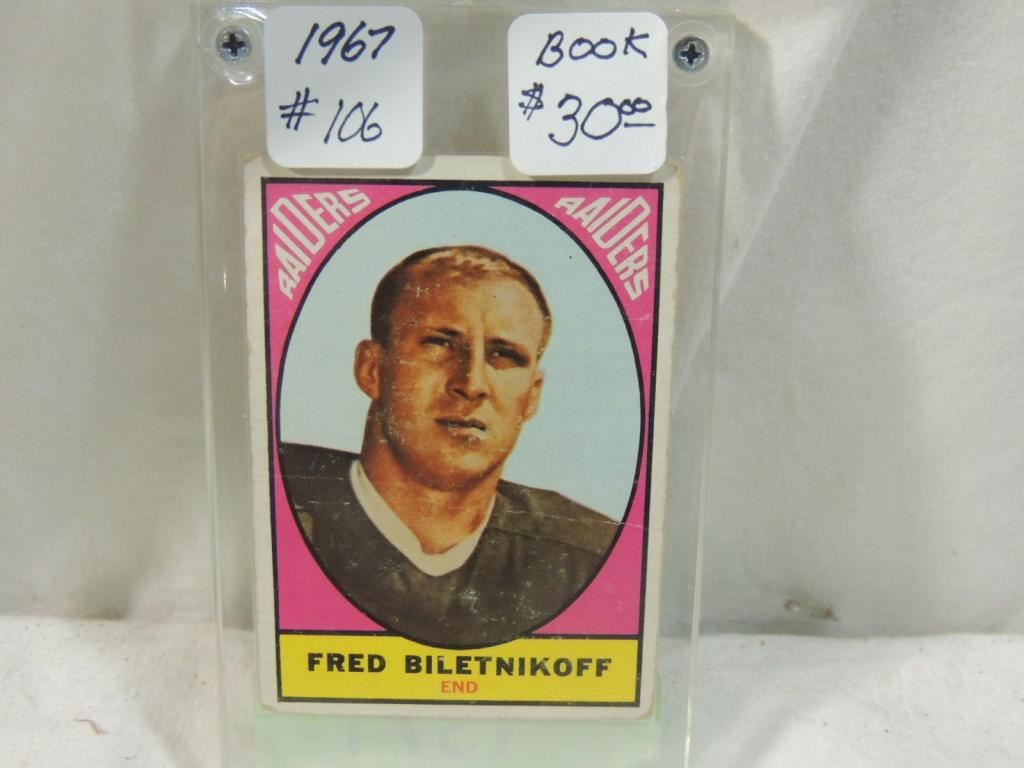 1967
# 106
BOOK
$30.00
RAIDERS
RAIDERS
FRED BILETNIKOFF
END